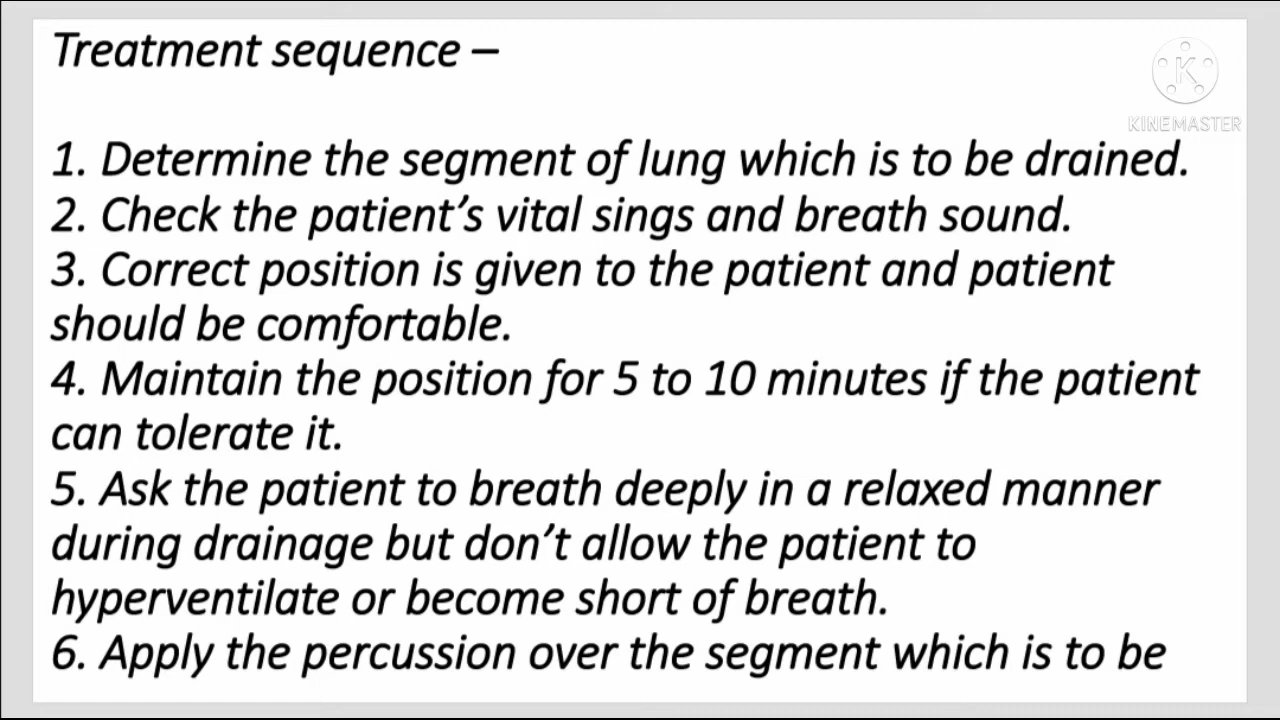 Treatment sequence –
K
KINEMASTER
1. Determine the segment of lung which is to be drained.
2. Check the patient’s vital sings and breath sound.
3. Correct position is given to the patient and patient
should be comfortable.
4. Maintain the position for 5 to 10 minutes if the patient
can tolerate it.
5. Ask the patient to breath deeply in a relaxed manner
during drainage but don’t allow the patient to
hyperventilate or become short of breath.
6. Apply the percussion over the segment which is to be